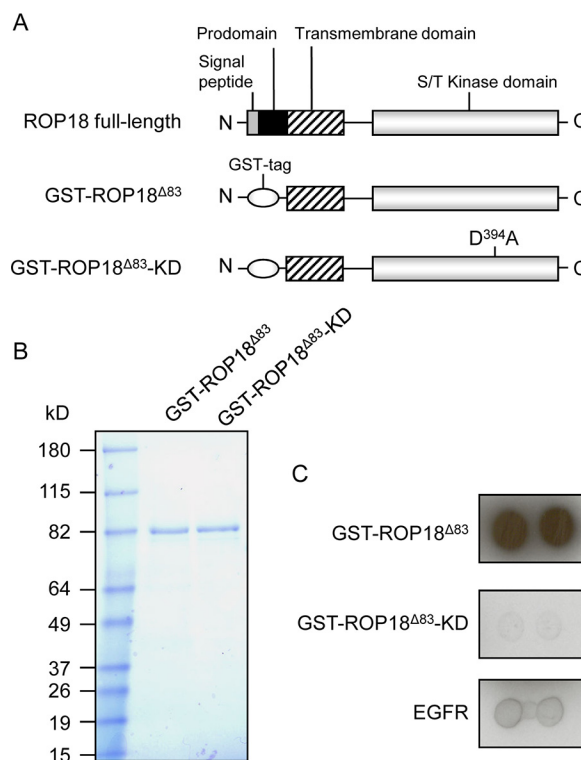 A
Prodomain Transmembrane domain
Signal
peptide
S/T Kinase domain
ROP18 full-length N C
GST-tag
GST-ROP18Δ83 N C
D394A
GST-ROP18Δ83-KD N C
B
GST-ROP18Δ83
GST-ROP18Δ83-KD
kD
180
115
82
64
49
37
26
19
15
C
GST-ROP18Δ83
GST-ROP18Δ83-KD
EGFR